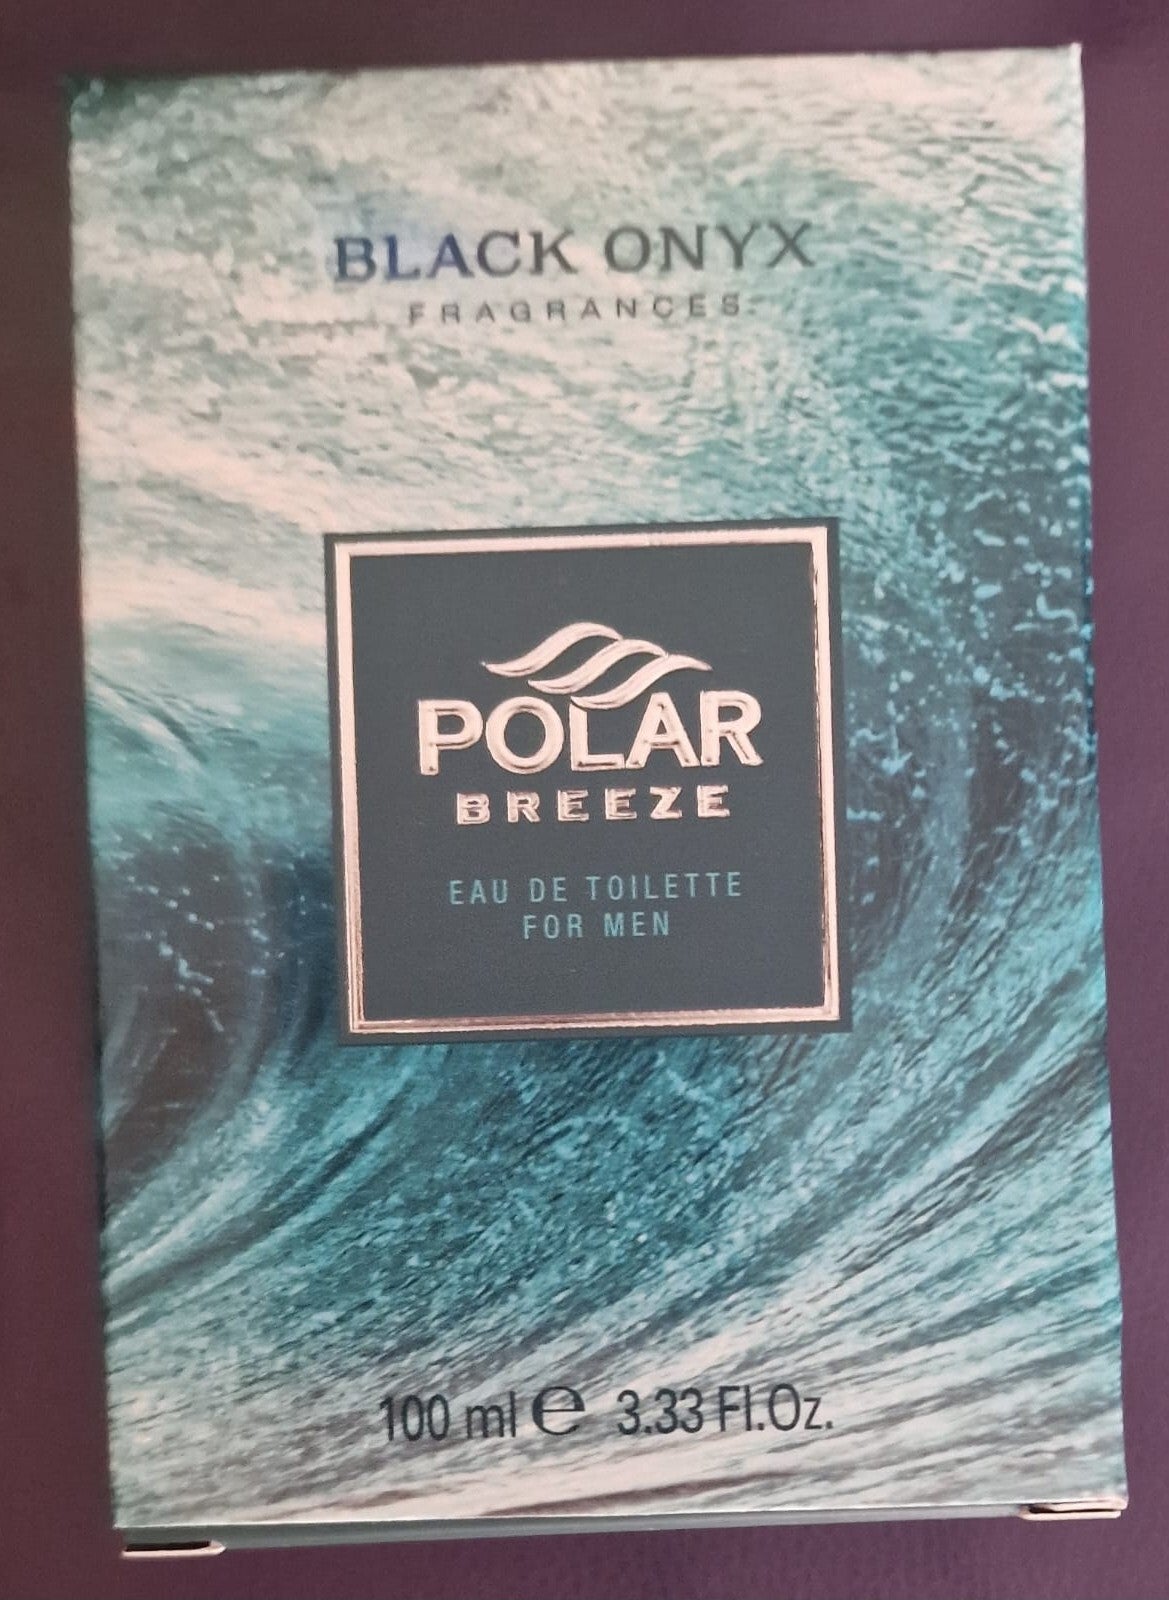 BLACK ONYX
FRAGRANCES.
POLAR
BREEZE
EAU DE TOILETTE
FOR MEN
100 ml ℮ 3.33 Fl.Oz.